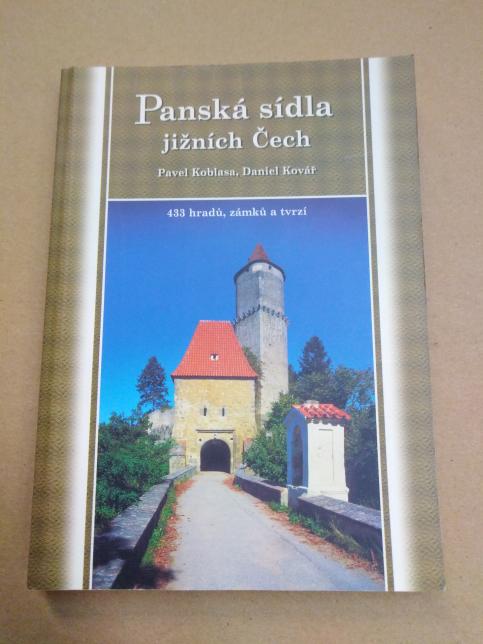 Panská sídla
jižních Čech
Pavel Koblasa, Daniel Kovář
433 hradů, zámků a tvrzí